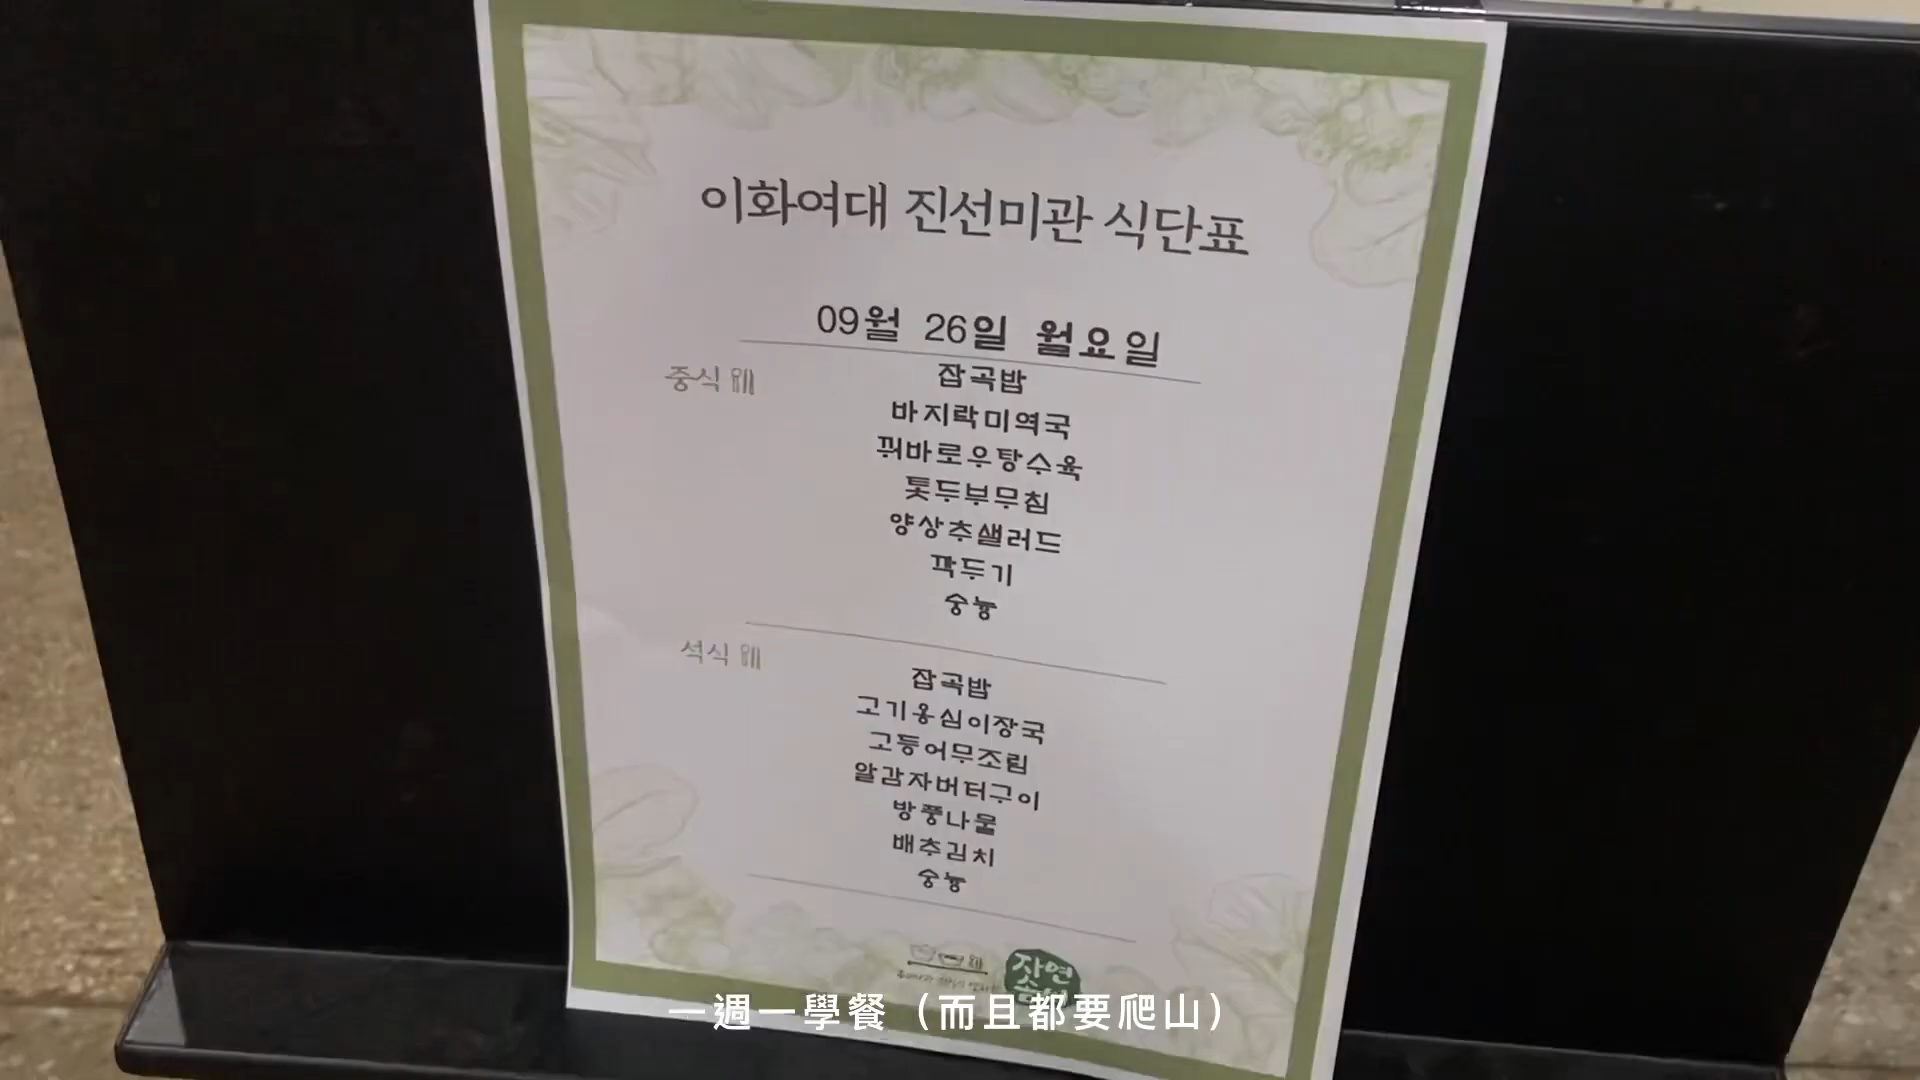 이화여대 진선미관 식단표
09월 26일 월요일
중식
잡곡밥
바지락미역국
꿔바로우탕수육
톳두부무침
양상추샐러드
깍두기
숭늉
석식
잡곡밥
고기옹심이장국
고등어무조림
알감자버터구이
방풍나물
배추김치
숭늉
자연
一週一學餐（而且都要爬山）